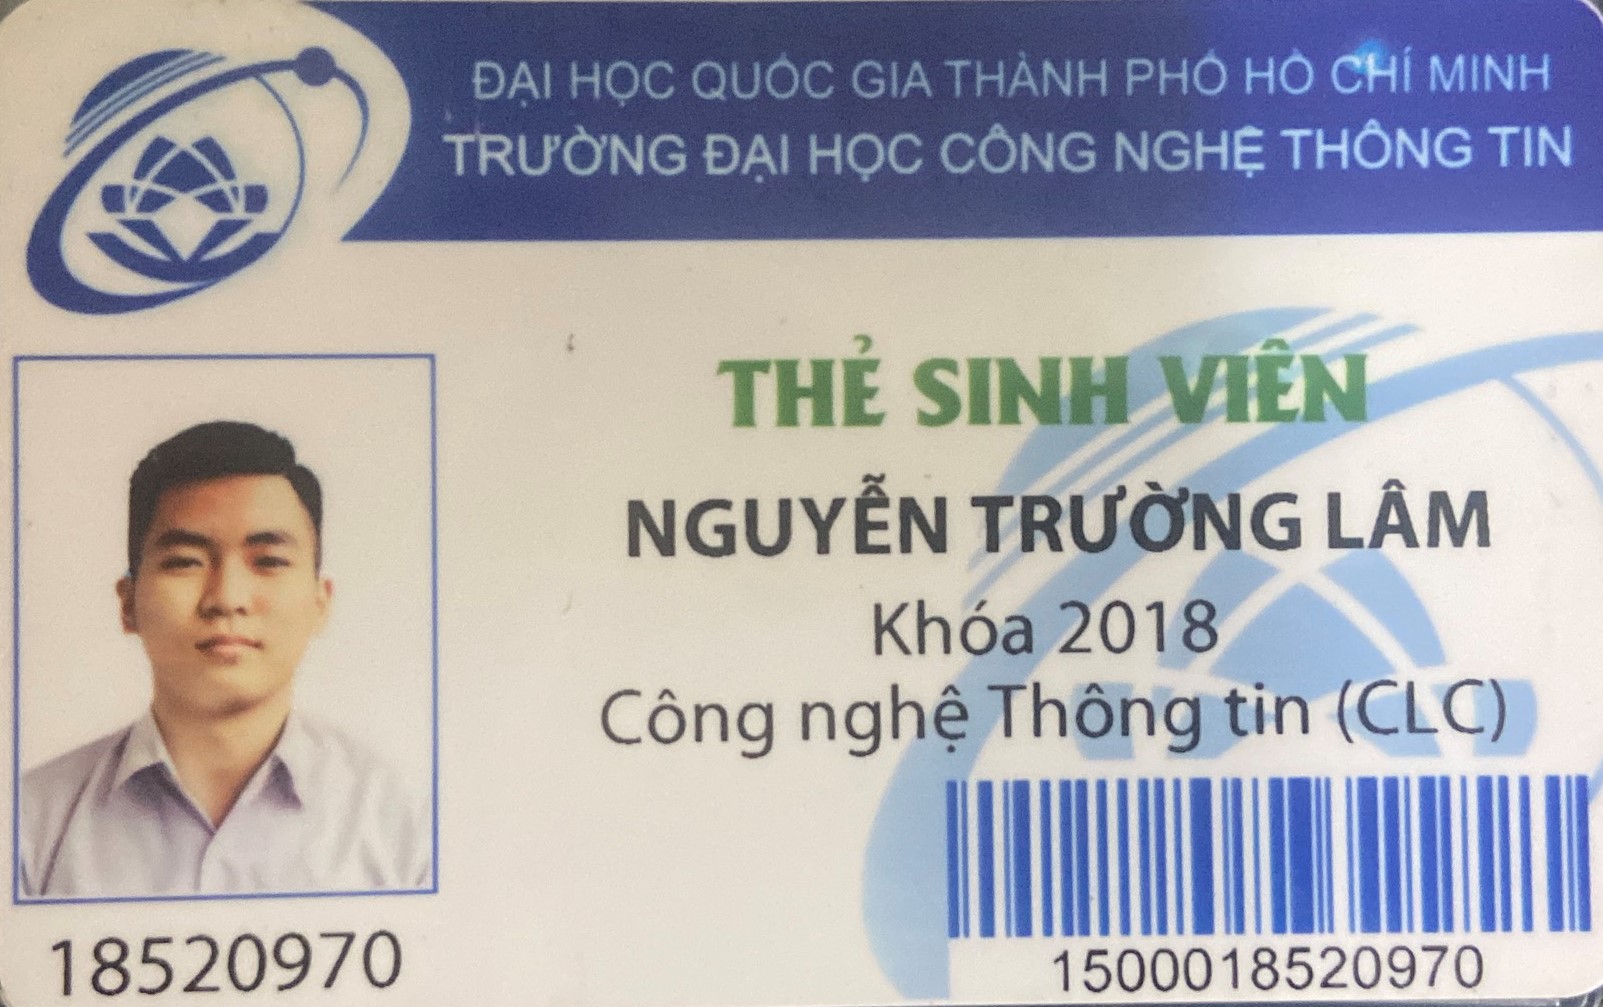 ĐẠI HỌC QUỐC GIA THÀNH PHỐ HỒ CHÍ MINH
TRƯỜNG ĐẠI HỌC CÔNG NGHỆ THÔNG TIN
THẺ SINH VIÊN
NGUYỄN TRƯỜNG LÂM
Khóa 2018
Công nghệ Thông tin (CLC)
18520970
1500018520970